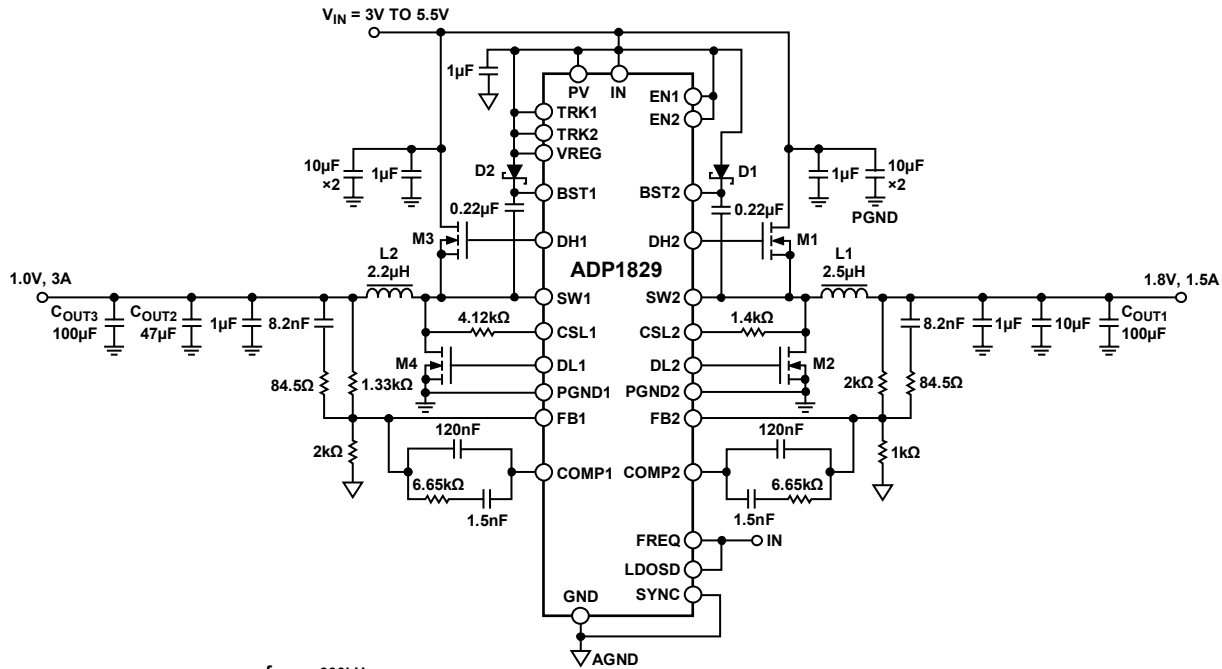 V_IN = 3V TO 5.5V
1µF
PV
IN
TRK1
TRK2
VREG
EN1
EN2
10µF
×2
1µF
D2
D1
1µF
10µF
×2
PGND
BST1
BST2
0.22µF
0.22µF
M3
DH1
DH2
M1
ADP1829
1.0V, 3A
L2
2.2µH
SW1
SW2
L1
2.5µH
1.8V, 1.5A
C_OUT3
100µF
C_OUT2
47µF
1µF
8.2nF
4.12kΩ
CSL1
CSL2
1.4kΩ
8.2nF
1µF
10µF
C_OUT1
100µF
M4
DL1
DL2
M2
84.5Ω
1.33kΩ
PGND1
PGND2
2kΩ
84.5Ω
FB1
FB2
2kΩ
120nF
120nF
1kΩ
COMP1
COMP2
6.65kΩ
1.5nF
6.65kΩ
1.5nF
FREQ
IN
LDOSD
SYNC
GND
AGND